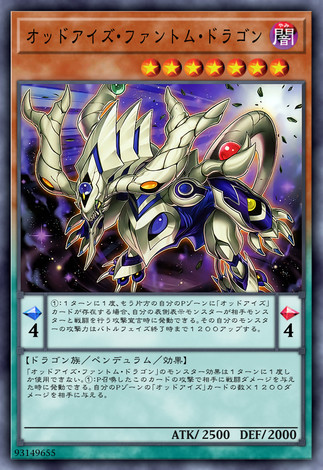 オッドアイズ・ファントム・ドラゴン
闇
やみ
①:1ターンに1度、もう片方の自分のPゾーンに「オッドアイズ」
カードが存在する場合、自分の表側表示モンスターが相手モンス
ターと戦闘を行う攻撃宣言時に発動できる。その自分のモンスター
の攻撃力はバトルフェイズ終了時まで1200アップする。
4
4
【ドラゴン族/ペンデュラム/効果】
「オッドアイズ・ファントム・ドラゴン」のモンスター効果は1ターンに1度し
か使用できない。①:P召喚したこのカードの攻撃で相手に戦闘ダメージを与え
た時に発動できる。自分のPゾーンの「オッドアイズ」カードの数×1200ダ
メージを相手に与える。
ATK/2500 DEF/2000
93149655